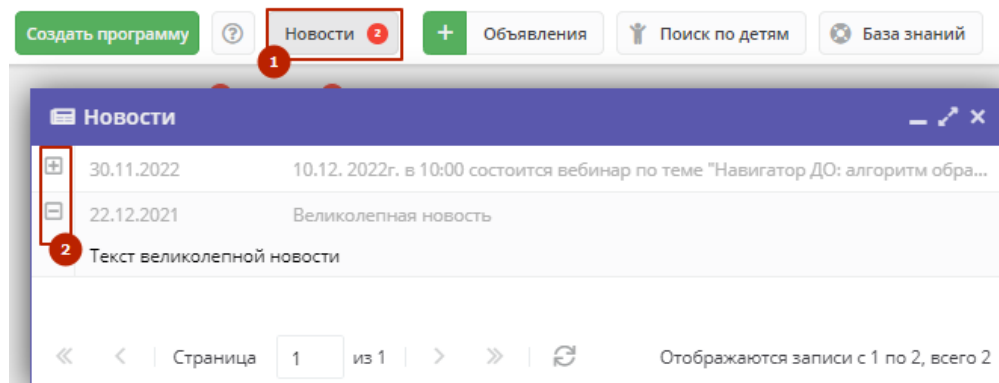 Создать программу ? Новости 2 + Объявления Поиск по детям База знаний
1
Новости
30.11.2022 10.12. 2022г. в 10:00 состоится вебинар по теме "Навигатор ДО: алгоритм обра...
22.12.2021 Великолепная новость
2 Текст великолепной новости
Страница 1 из 1 Отображаются записи с 1 по 2, всего 2